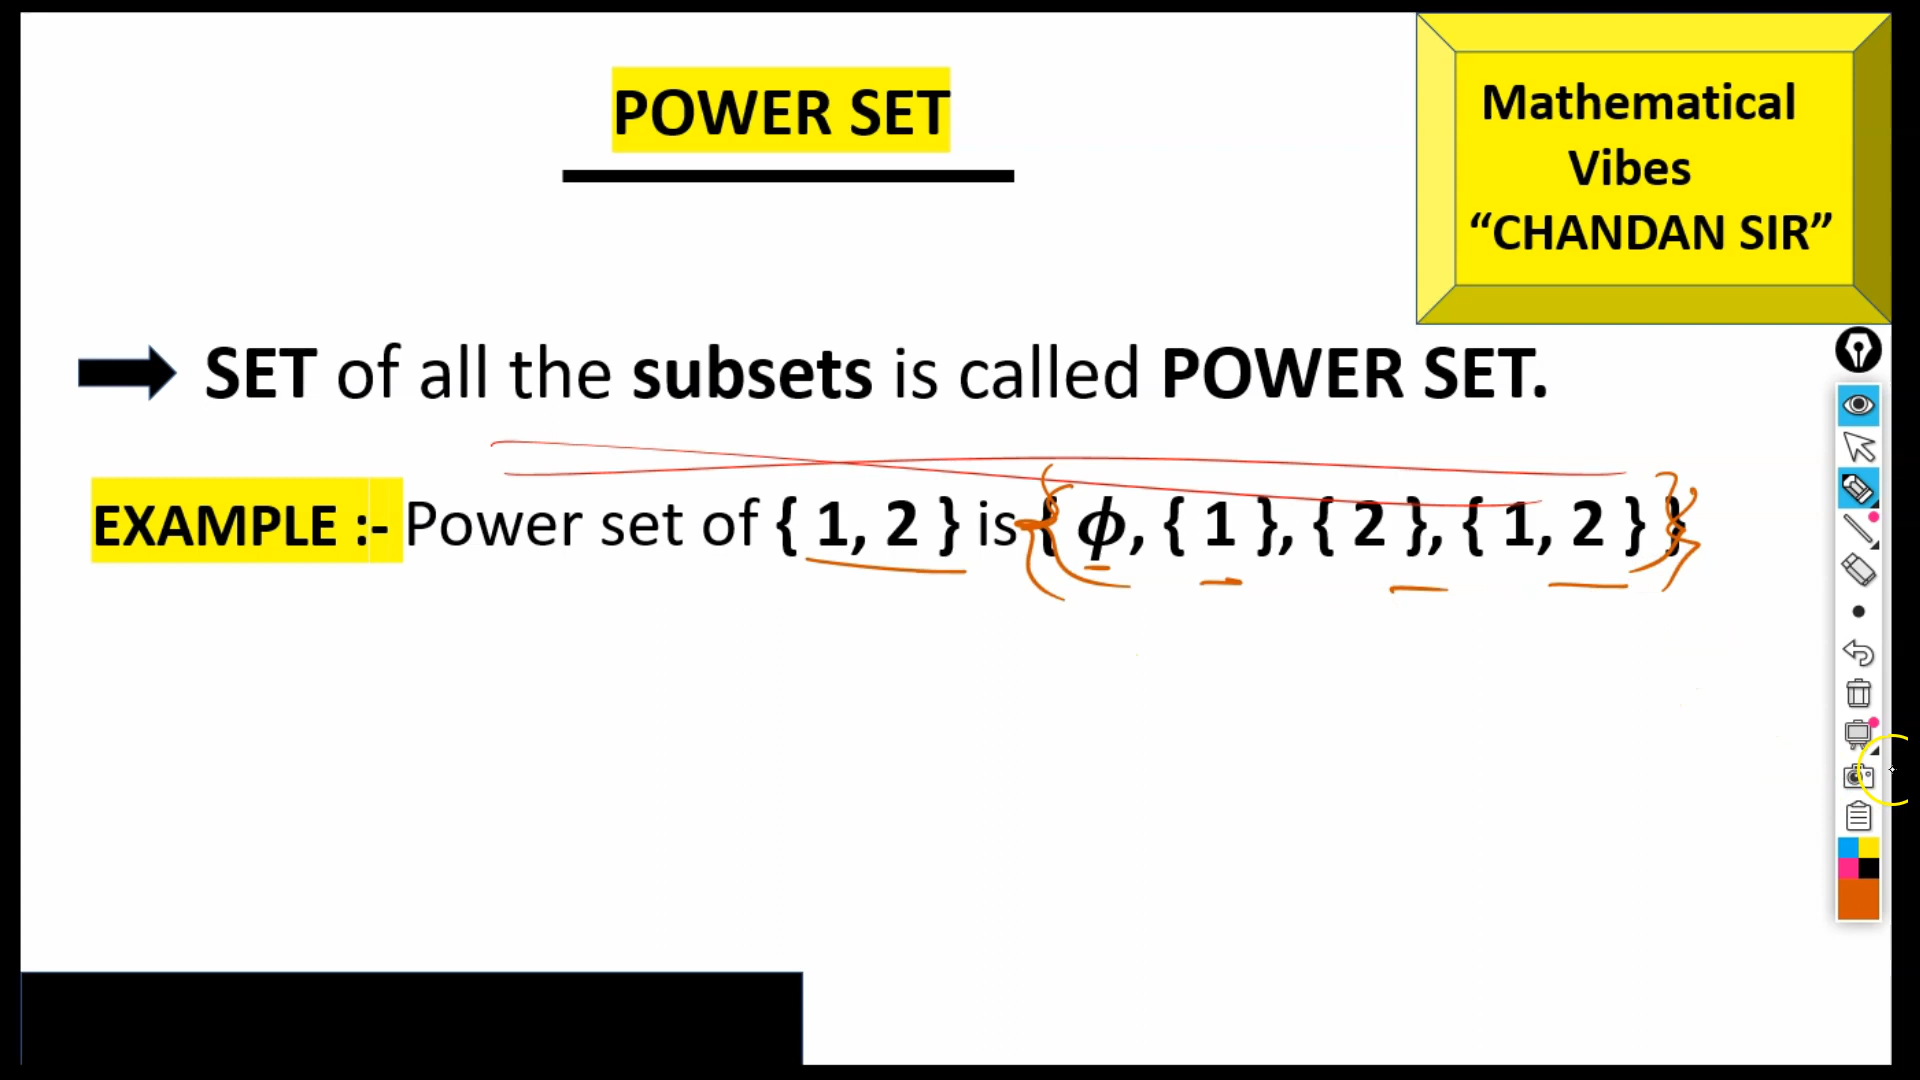 POWER SET
Mathematical
Vibes
“CHANDAN SIR”
SET of all the subsets is called POWER SET.
EXAMPLE :- Power set of { 1, 2 } is { ϕ, { 1 }, { 2 }, { 1, 2 } }